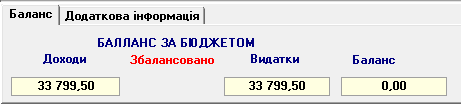 Баланс Додаткова інформація
БАЛЛАНС ЗА БЮДЖЕТОМ
Доходи Збалансовано Видатки Баланс
33 799,50 33 799,50 0,00